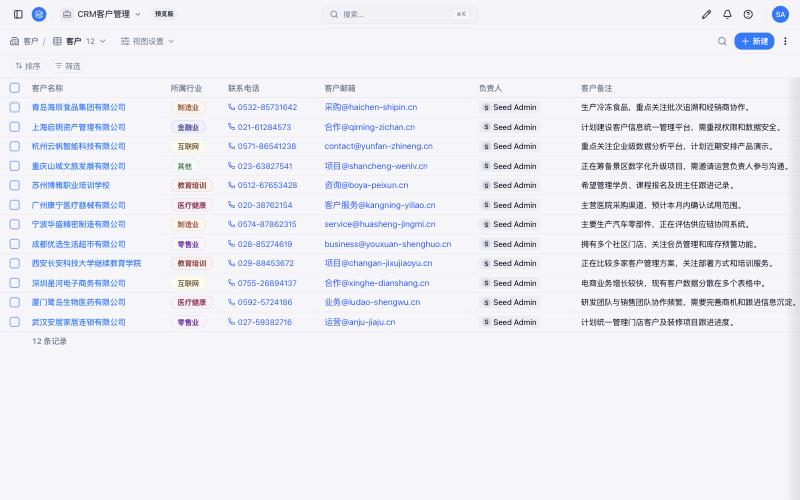 CRM客户管理 预览版 搜索... ⌘K SA
客户 / 客户 12 视图设置 新建
排序 筛选
客户名称 所属行业 联系电话 客户邮箱 负责人 客户备注
青岛海辰食品集团有限公司 制造业 0532-85731642 采购@haichen-shipin.cn S Seed Admin 生产冷冻食品，重点关注批次追溯和经销商协作。
上海启明资产管理有限公司 金融业 021-61284573 合作@qiming-zichan.cn S Seed Admin 计划建设客户信息统一管理平台，需重视权限和数据安全。
杭州云帆智能科技有限公司 互联网 0571-86541238 contact@yunfan-zhineng.cn S Seed Admin 重点关注企业级数据分析平台，计划近期安排产品演示。
重庆山城文旅发展有限公司 其他 023-63827541 项目@shancheng-wenlv.cn S Seed Admin 正在筹备景区数字化升级项目，需邀请运营负责人参与沟通。
苏州博雅职业培训学校 教育培训 0512-67653428 咨询@boya-peixun.cn S Seed Admin 希望管理学员、课程报名及班主任跟进记录。
广州康宁医疗器械有限公司 医疗健康 020-38762154 客户服务@kangning-yiliao.cn S Seed Admin 主营医院采购渠道，预计本月内确认试用范围。
宁波华盛精密制造有限公司 制造业 0574-87862315 service@huasheng-jingmi.cn S Seed Admin 主要生产汽车零部件，正在评估供应链协同系统。
成都优选生活超市有限公司 零售业 028-85274619 business@youxuan-shenghuo.cn S Seed Admin 拥有多个社区门店，关注会员管理和库存预警功能。
西安长安科技大学继续教育学院 教育培训 029-88453672 项目@changan-jixujiaoyu.cn S Seed Admin 正在比较多家客户管理方案，关注部署方式和培训服务。
深圳星河电子商务有限公司 互联网 0755-26894137 合作@xinghe-dianshang.cn S Seed Admin 电商业务增长较快，现有客户数据分散在多个表格中。
厦门鹭岛生物医药有限公司 医疗健康 0592-5724186 业务@ludao-shengwu.cn S Seed Admin 研发团队与销售团队协作频繁，需要完善商机和跟进信息沉淀。
武汉安居家居连锁有限公司 零售业 027-59382716 运营@anju-jiaju.cn S Seed Admin 计划统一管理门店客户及装修项目跟进进度。
12 条记录